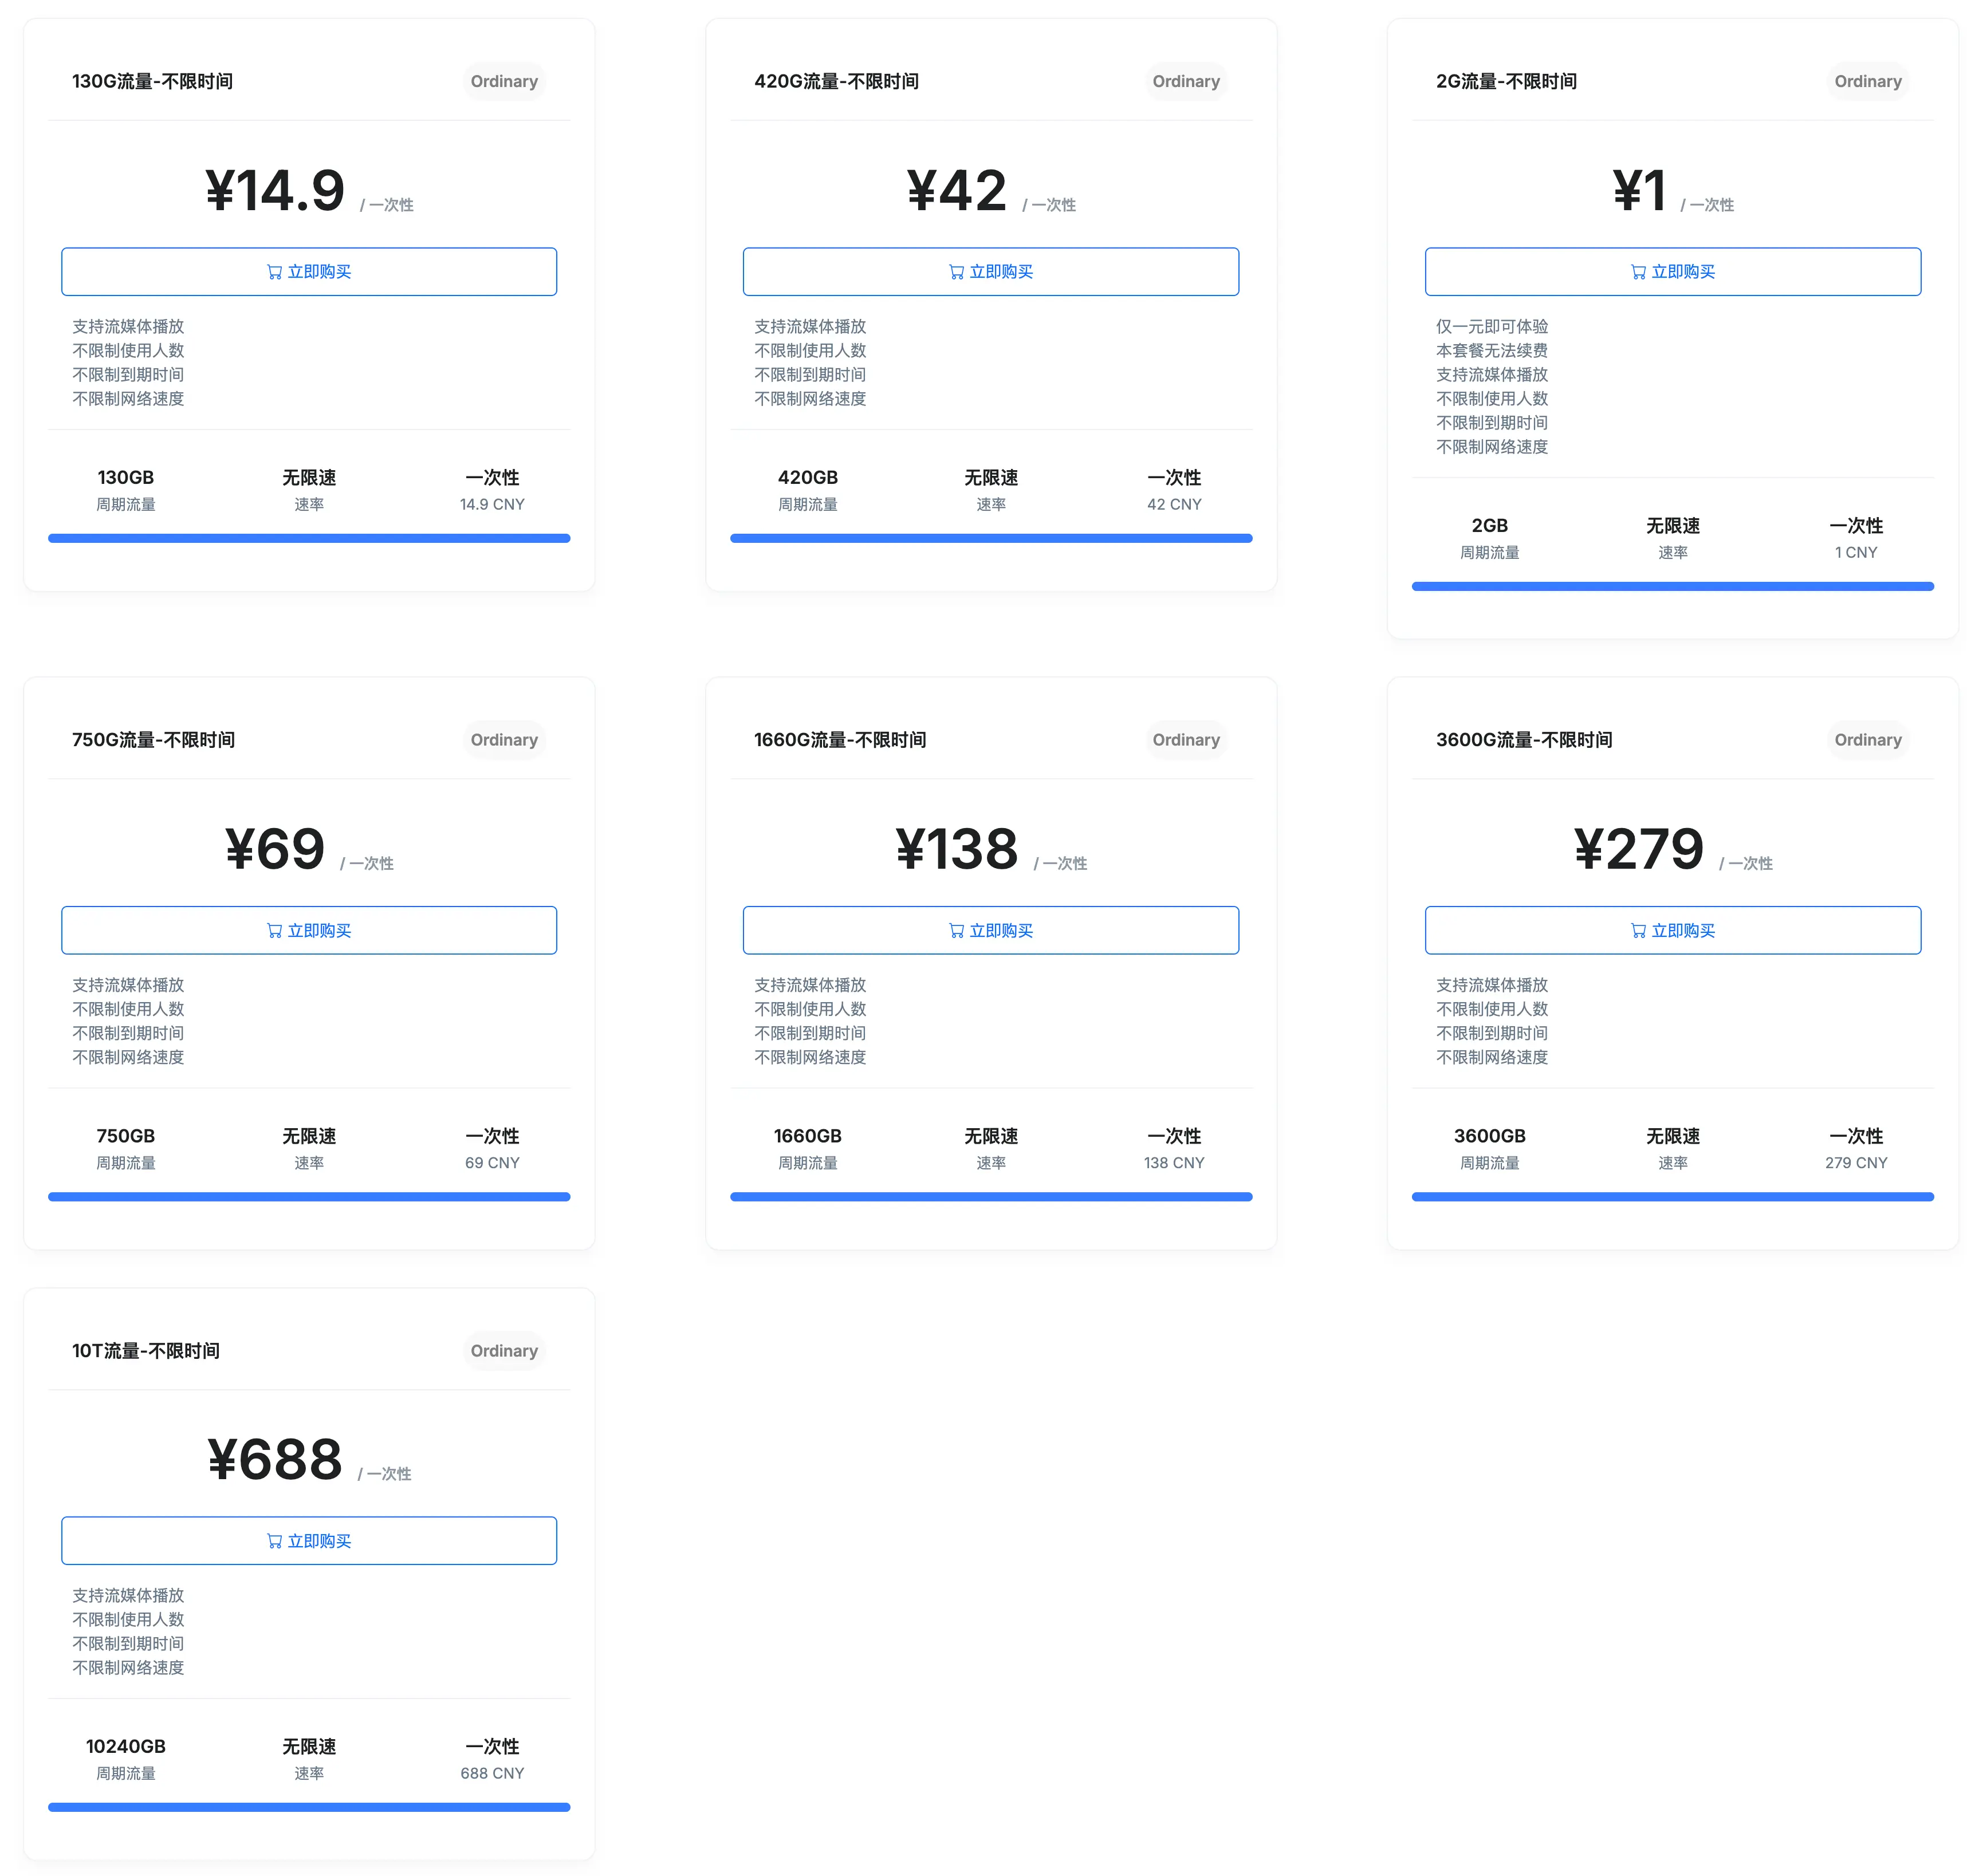 130G流量-不限时间
Ordinary
¥14.9 / 一次性
立即购买
支持流媒体播放
不限制使用人数
不限制到期时间
不限制网络速度
130GB 无限速 一次性
周期流量 速率 14.9 CNY
420G流量-不限时间
Ordinary
¥42 / 一次性
立即购买
支持流媒体播放
不限制使用人数
不限制到期时间
不限制网络速度
420GB 无限速 一次性
周期流量 速率 42 CNY
2G流量-不限时间
Ordinary
¥1 / 一次性
立即购买
仅一元即可体验
本套餐无法续费
支持流媒体播放
不限制使用人数
不限制到期时间
不限制网络速度
2GB 无限速 一次性
周期流量 速率 1 CNY
750G流量-不限时间
Ordinary
¥69 / 一次性
立即购买
支持流媒体播放
不限制使用人数
不限制到期时间
不限制网络速度
750GB 无限速 一次性
周期流量 速率 69 CNY
1660G流量-不限时间
Ordinary
¥138 / 一次性
立即购买
支持流媒体播放
不限制使用人数
不限制到期时间
不限制网络速度
1660GB 无限速 一次性
周期流量 速率 138 CNY
3600G流量-不限时间
Ordinary
¥279 / 一次性
立即购买
支持流媒体播放
不限制使用人数
不限制到期时间
不限制网络速度
3600GB 无限速 一次性
周期流量 速率 279 CNY
10T流量-不限时间
Ordinary
¥688 / 一次性
立即购买
支持流媒体播放
不限制使用人数
不限制到期时间
不限制网络速度
10240GB 无限速 一次性
周期流量 速率 688 CNY